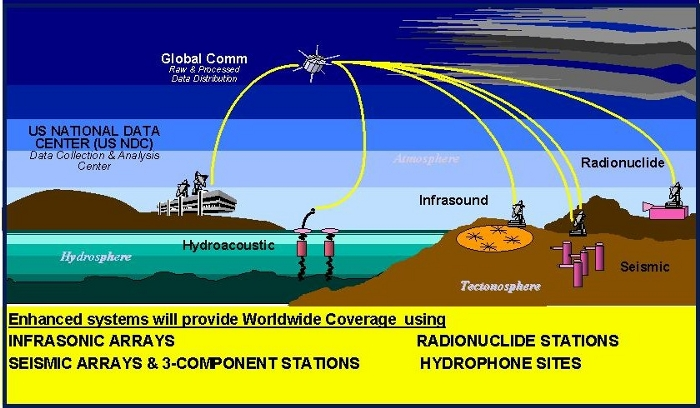 Global Comm
Raw & Processed
Data Distribution
US NATIONAL DATA
CENTER (US NDC)
Data Collection & Analysis
Center
Atmosphere
Radionuclide
Infrasound
Hydroacoustic
Hydrosphere
Seismic
Tectonosphere
Enhanced systems will provide Worldwide Coverage using
INFRASONIC ARRAYS
RADIONUCLIDE STATIONS
SEISMIC ARRAYS & 3-COMPONENT STATIONS
HYDROPHONE SITES